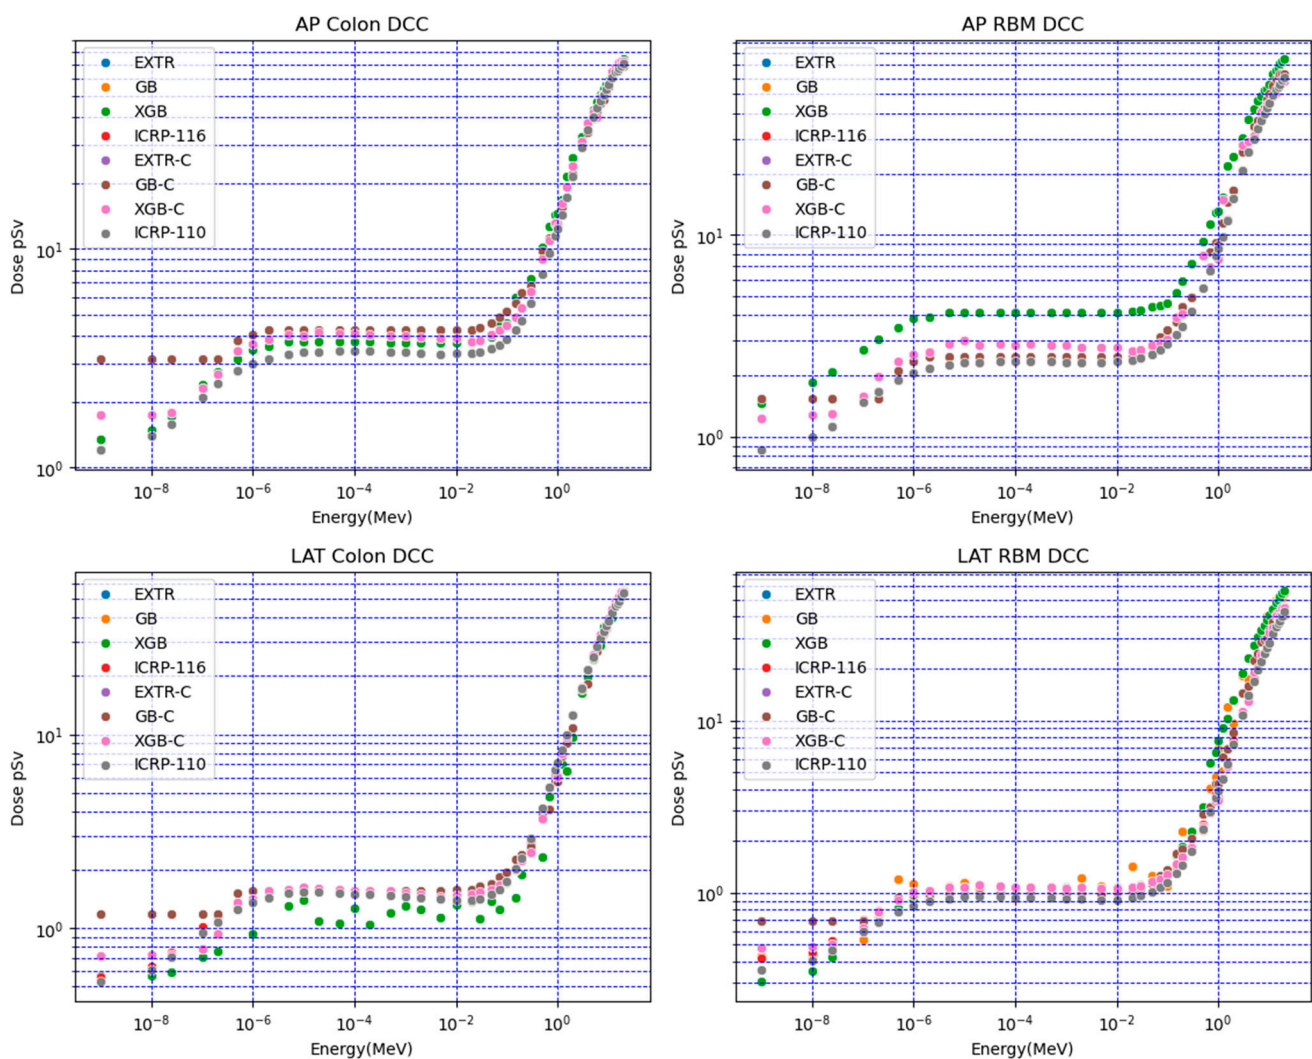 AP Colon DCC
Dose pSv
10¹
10⁰
EXTR
GB
XGB
ICRP-116
EXTR-C
GB-C
XGB-C
ICRP-110
10⁻⁸
10⁻⁶
10⁻⁴
10⁻²
10⁰
Energy(Mev)
AP RBM DCC
Dose pSv
10¹
10⁰
EXTR
GB
XGB
ICRP-116
EXTR-C
GB-C
XGB-C
ICRP-110
10⁻⁸
10⁻⁶
10⁻⁴
10⁻²
10⁰
Energy(MeV)
LAT Colon DCC
Dose pSv
10¹
10⁰
EXTR
GB
XGB
ICRP-116
EXTR-C
GB-C
XGB-C
ICRP-110
10⁻⁸
10⁻⁶
10⁻⁴
10⁻²
10⁰
Energy(MeV)
LAT RBM DCC
Dose pSv
10¹
10⁰
EXTR
GB
XGB
ICRP-116
EXTR-C
GB-C
XGB-C
ICRP-110
10⁻⁸
10⁻⁶
10⁻⁴
10⁻²
10⁰
Energy(MeV)